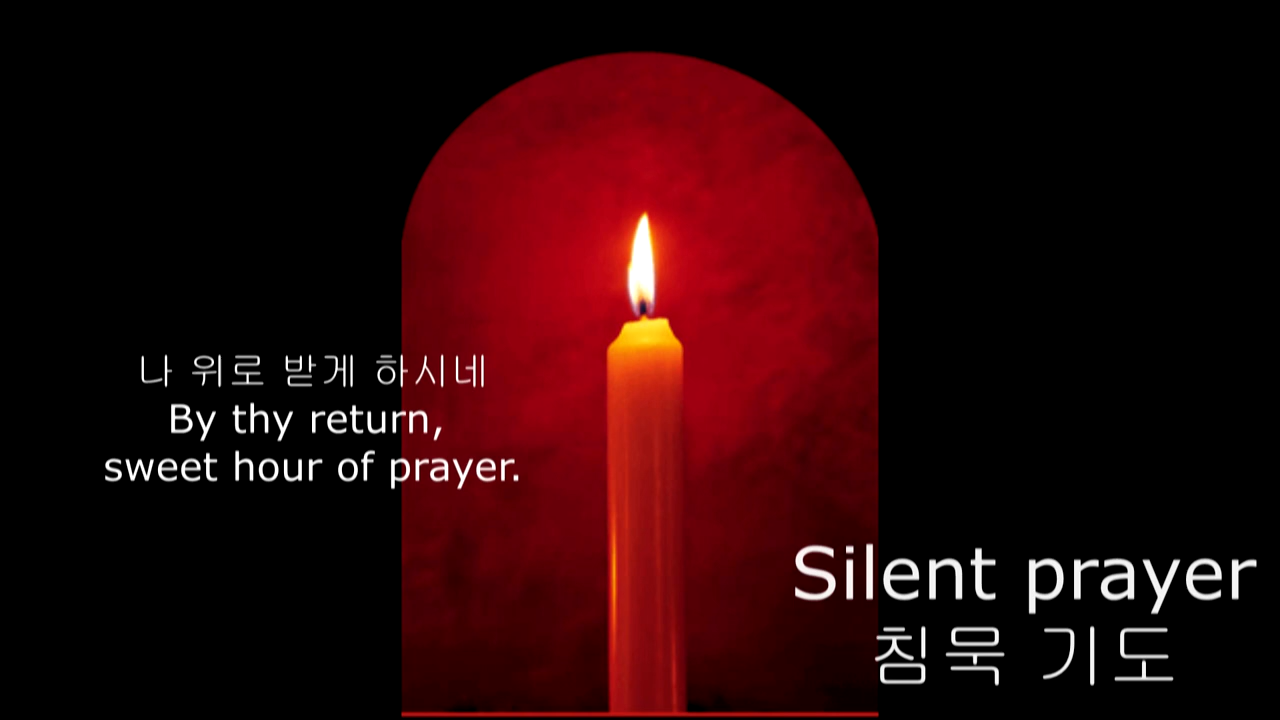 나 위로 받게 하시네
By thy return,
sweet hour of prayer.
Silent prayer
침묵 기도